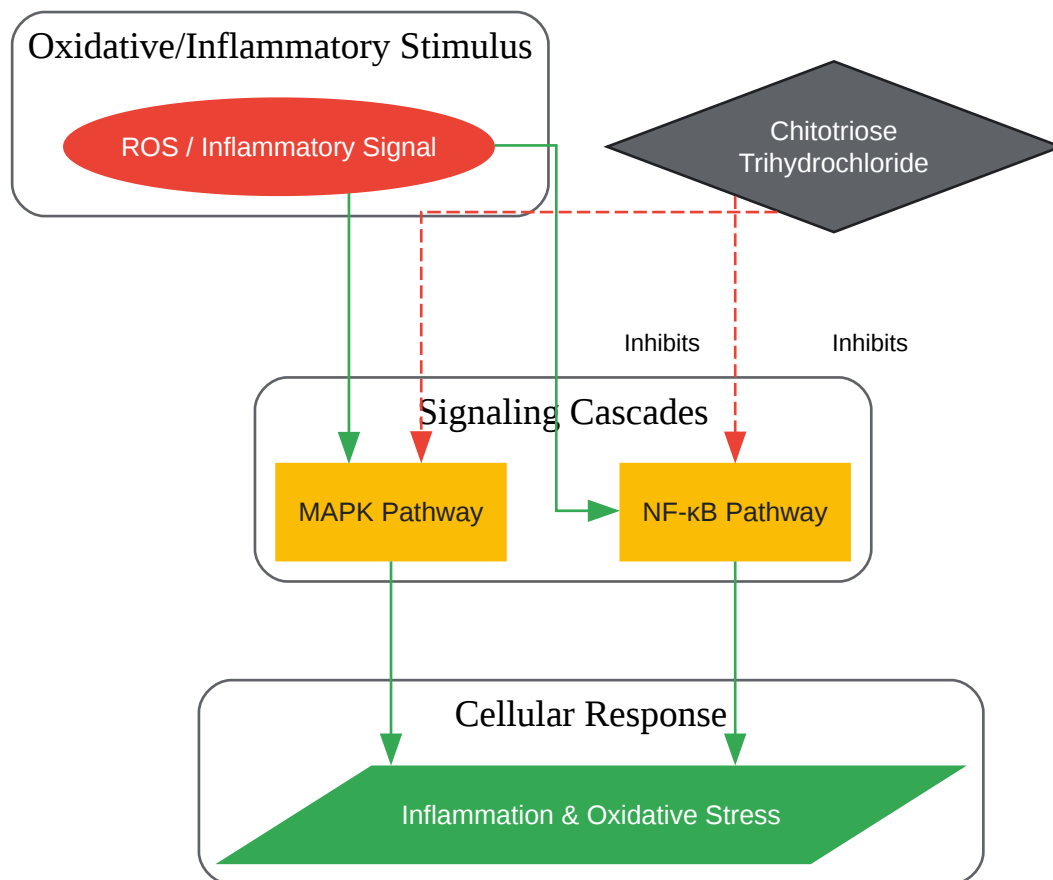 Oxidative/Inflammatory Stimulus
ROS / Inflammatory Signal
Chitotriose
Trihydrochloride
Inhibits
Inhibits
Signaling Cascades
MAPK Pathway
NF-κB Pathway
Cellular Response
Inflammation & Oxidative Stress